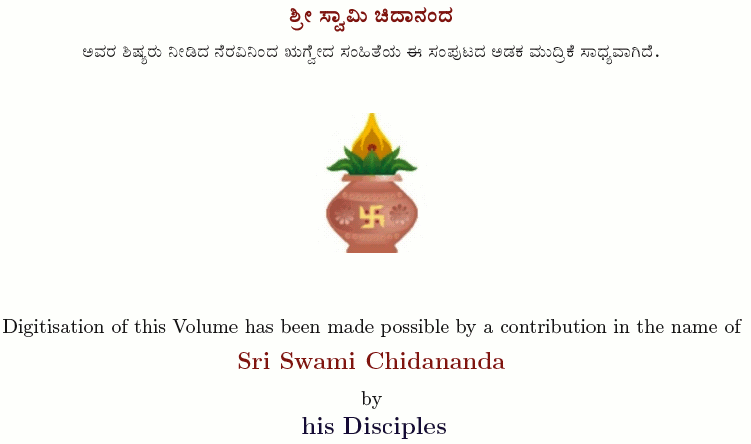 ಶ್ರೀ ಸ್ವಾಮಿ ಚಿದಾನಂದ
ಅವರ ಶಿಷ್ಯರು ನೀಡಿದ ನೆರವಿನಿಂದ ಋಗ್ವೇದ ಸಂಹಿತೆಯ ಈ ಸಂಪುಟದ ಅಡಕ ಮುದ್ರಿಕೆ ಸಾಧ್ಯವಾಗಿದೆ.
Digitisation of this Volume has been made possible by a contribution in the name of
Sri Swami Chidananda
by
his Disciples